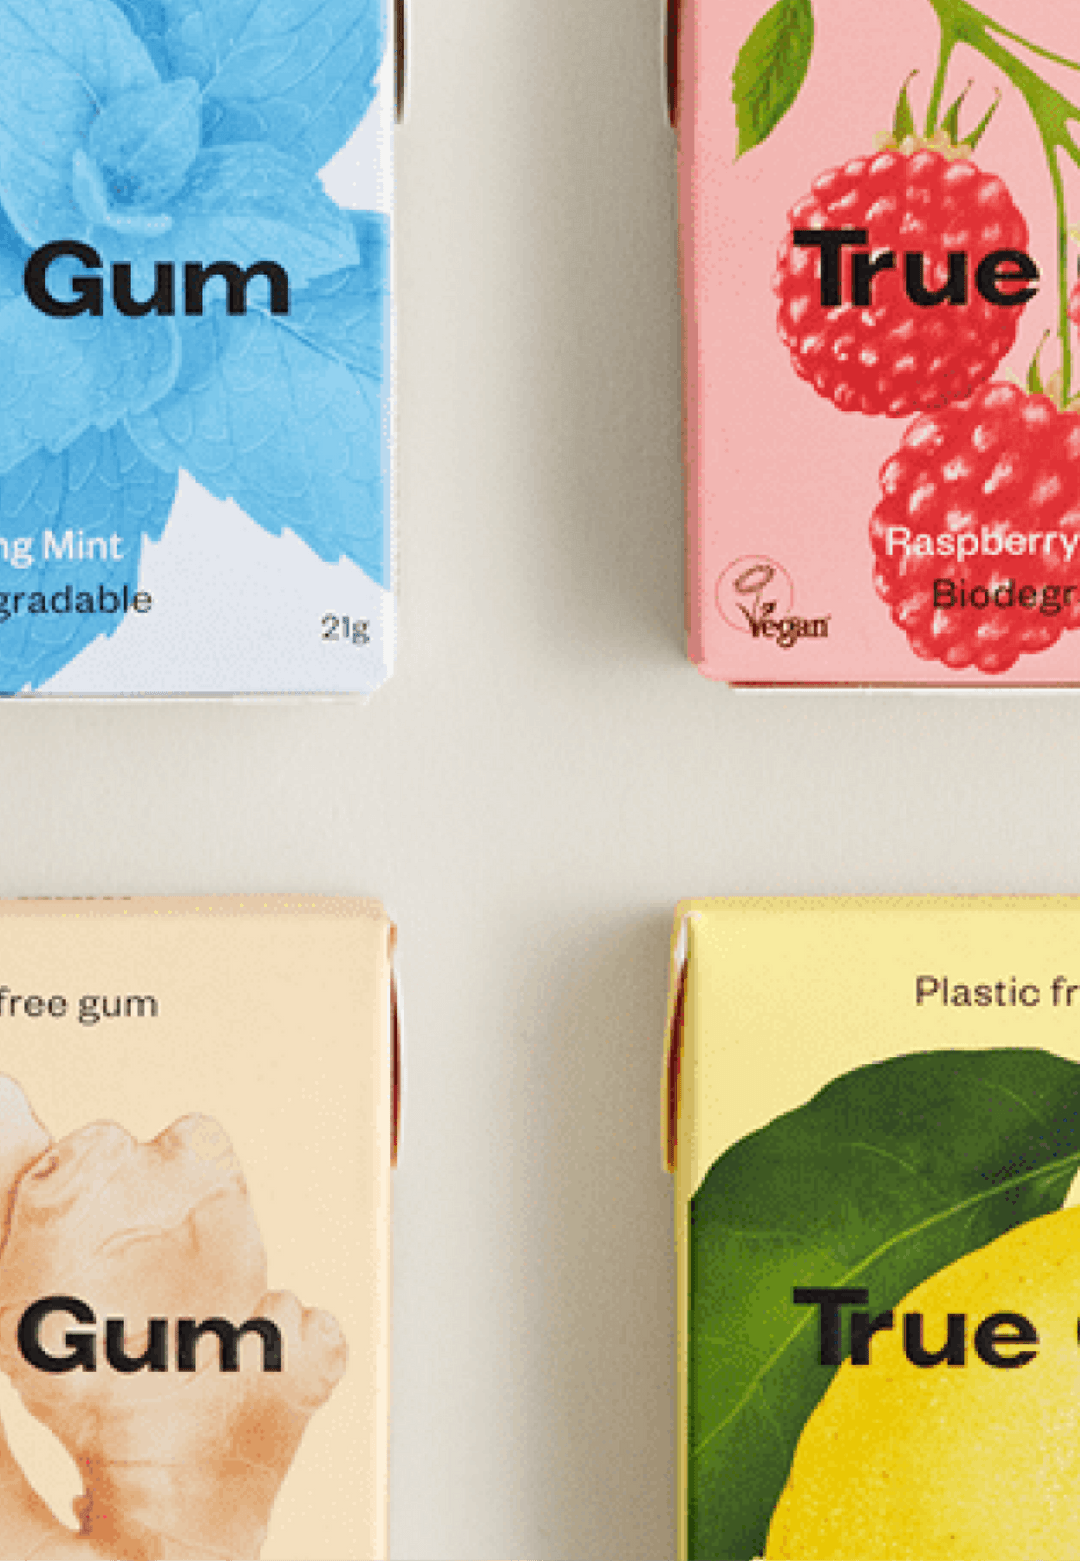 Gum
ng Mint
gradable
21g
True
Raspberry
Biodegr
Vegan
free gum
Gum
Plastic fr
True